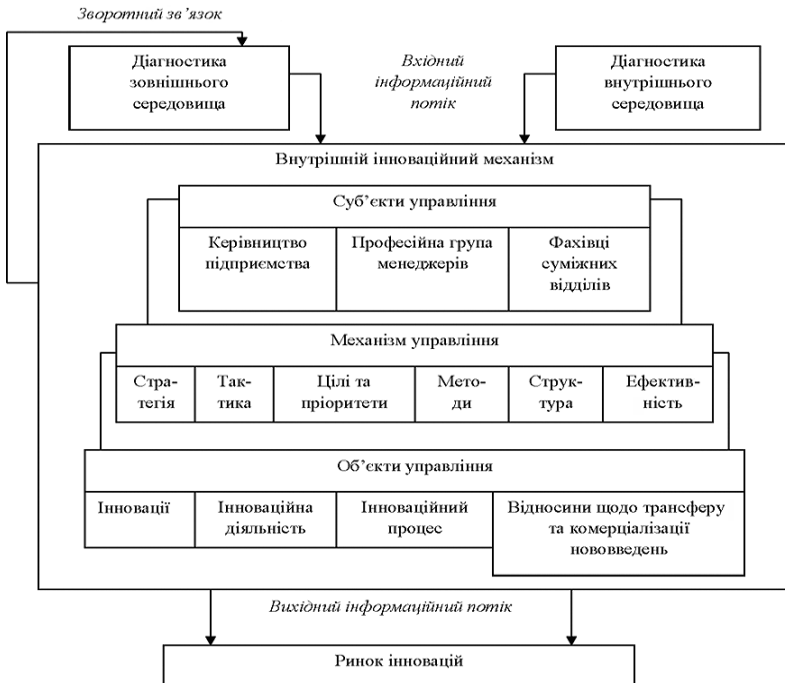 Зворотний зв’язок
Діагностика
зовнішнього
середовища
Вхідний
інформаційний
потік
Діагностика
внутрішнього
середовища
Внутрішній інноваційний механізм
Суб’єкти управління
Керівництво
підприємства
Професійна група
менеджерів
Фахівці
суміжних
відділів
Механізм управління
Стра-
тегія
Так-
тика
Цілі та
пріоритети
Мето-
ди
Струк-
тура
Ефектив-
ність
Об’єкти управління
Інновації
Інноваційна
діяльність
Інноваційний
процес
Відносини щодо трансферу
та комерціалізації
нововведень
Вихідний інформаційний потік
Ринок інновацій